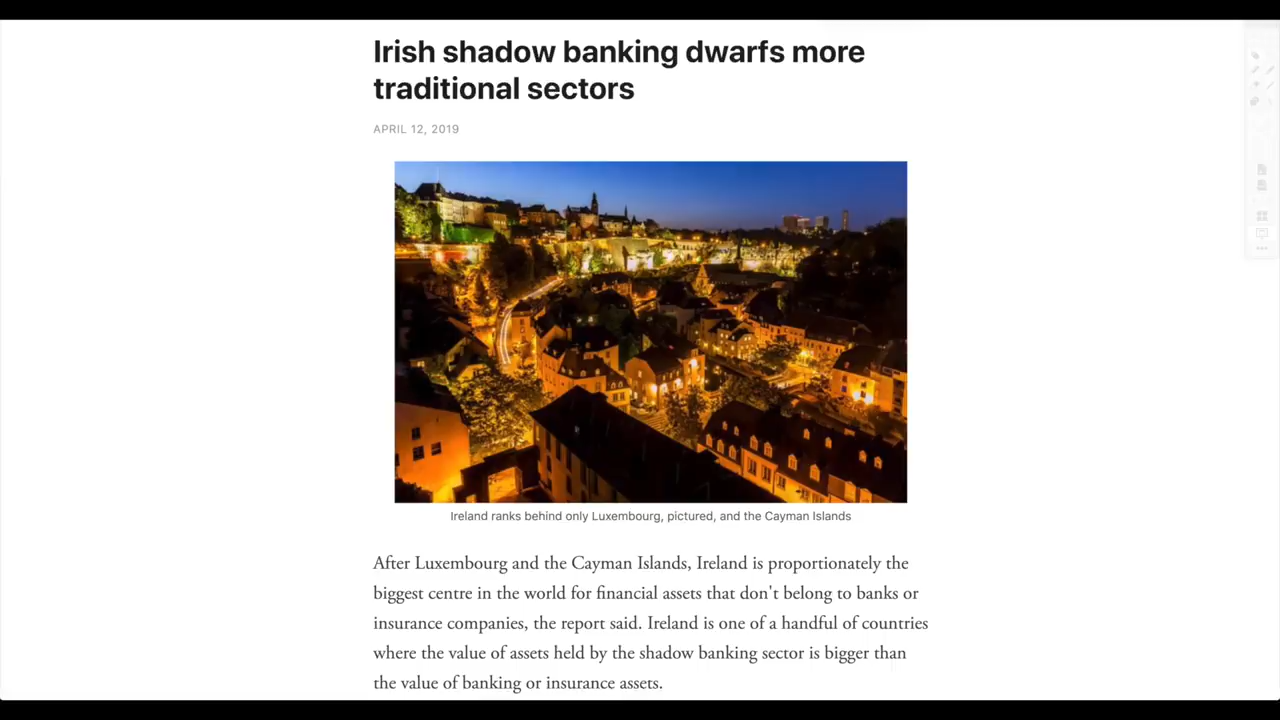 Irish shadow banking dwarfs more
traditional sectors
APRIL 12, 2019
Ireland ranks behind only Luxembourg, pictured, and the Cayman Islands
After Luxembourg and the Cayman Islands, Ireland is proportionately the
biggest centre in the world for financial assets that don't belong to banks or
insurance companies, the report said. Ireland is one of a handful of countries
where the value of assets held by the shadow banking sector is bigger than
the value of banking or insurance assets.